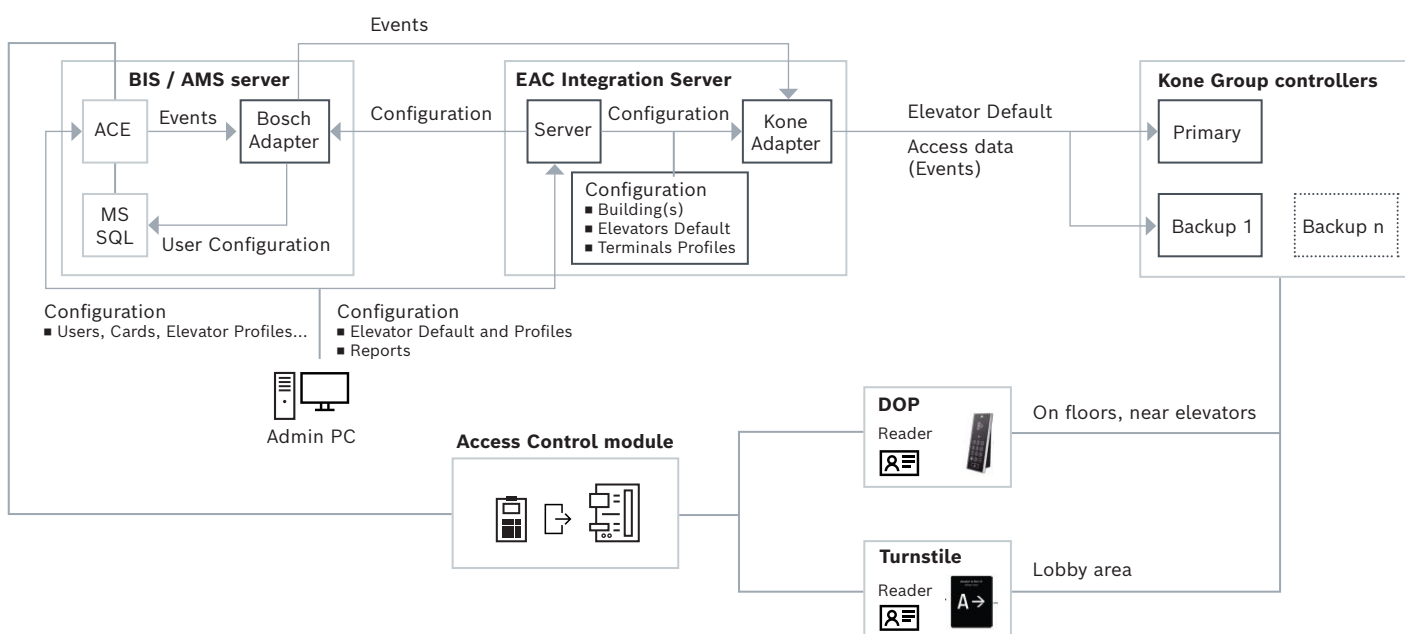 Events
BIS / AMS server
EAC Integration Server
Kone Group controllers
ACE
Events
Bosch
Adapter
Configuration
Server
Configuration
Kone
Adapter
Elevator Default
Access data
(Events)
Primary
MS
SQL
User Configuration
Configuration
■ Building(s)
■ Elevators Default
■ Terminals Profiles
Backup 1
Backup n
Configuration
■ Users, Cards, Elevator Profiles...
Configuration
■ Elevator Default and Profiles
■ Reports
Admin PC
Access Control module
DOP
Reader
On floors, near elevators
Turnstile
Reader
A→
Lobby area